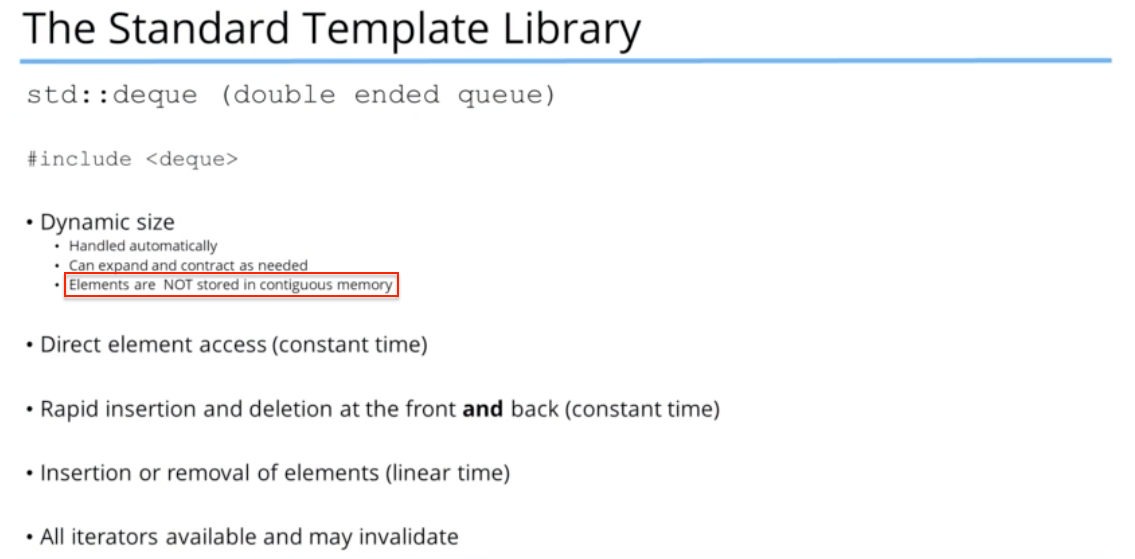 The Standard Template Library
std::deque (double ended queue)
#include <deque>
• Dynamic size
• Handled automatically
• Can expand and contract as needed
• Elements are NOT stored in contiguous memory
• Direct element access (constant time)
• Rapid insertion and deletion at the front and back (constant time)
• Insertion or removal of elements (linear time)
• All iterators available and may invalidate